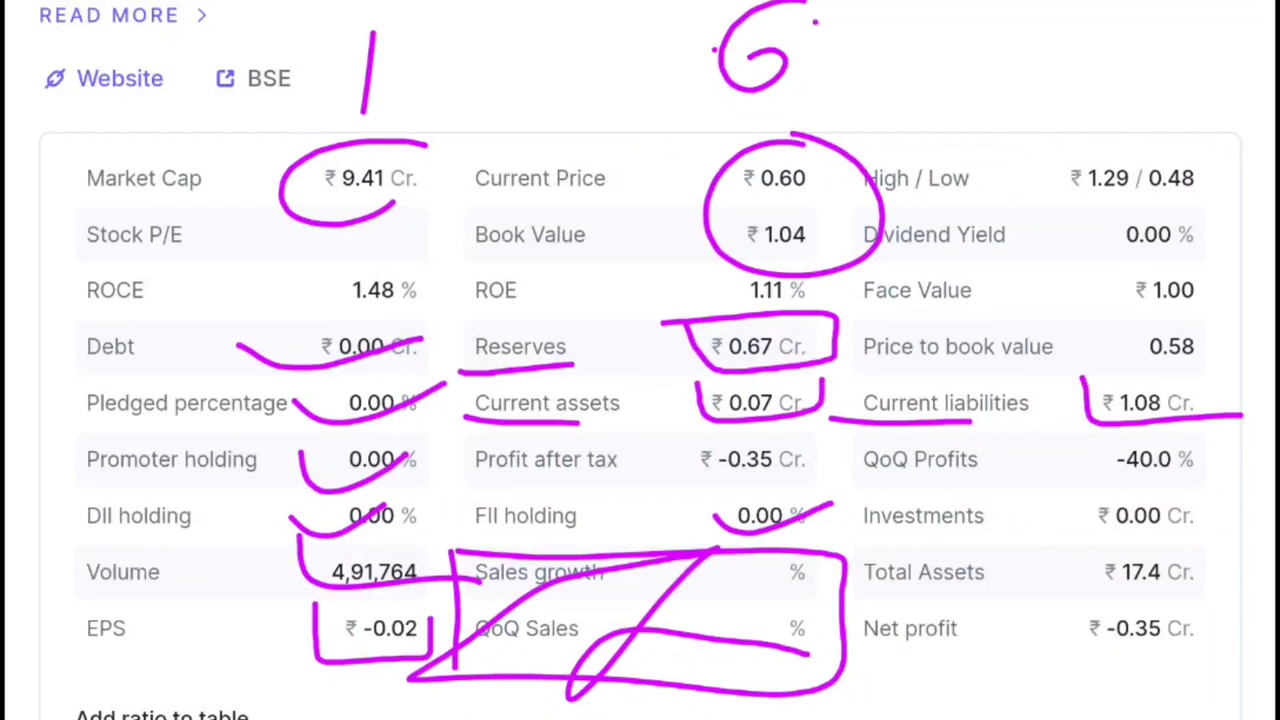 READ MORE >
1 6
Website BSE
Market Cap ₹ 9.41 Cr. Current Price ₹ 0.60 High / Low ₹ 1.29 / 0.48
Stock P/E Book Value ₹ 1.04 Dividend Yield 0.00 %
ROCE 1.48 % ROE 1.11 % Face Value ₹ 1.00
Debt ₹ 0.00 Cr. Reserves ₹ 0.67 Cr. Price to book value 0.58
Pledged percentage 0.00 % Current assets ₹ 0.07 Cr. Current liabilities ₹ 1.08 Cr.
Promoter holding 0.00 % Profit after tax ₹ -0.35 Cr. QoQ Profits -40.0 %
DII holding 0.00 % FII holding 0.00 % Investments ₹ 0.00 Cr.
Volume 4,91,764 Sales growth % Total Assets ₹ 17.4 Cr.
EPS ₹ -0.02 QoQ Sales % Net profit ₹ -0.35 Cr.
Add ratio to table